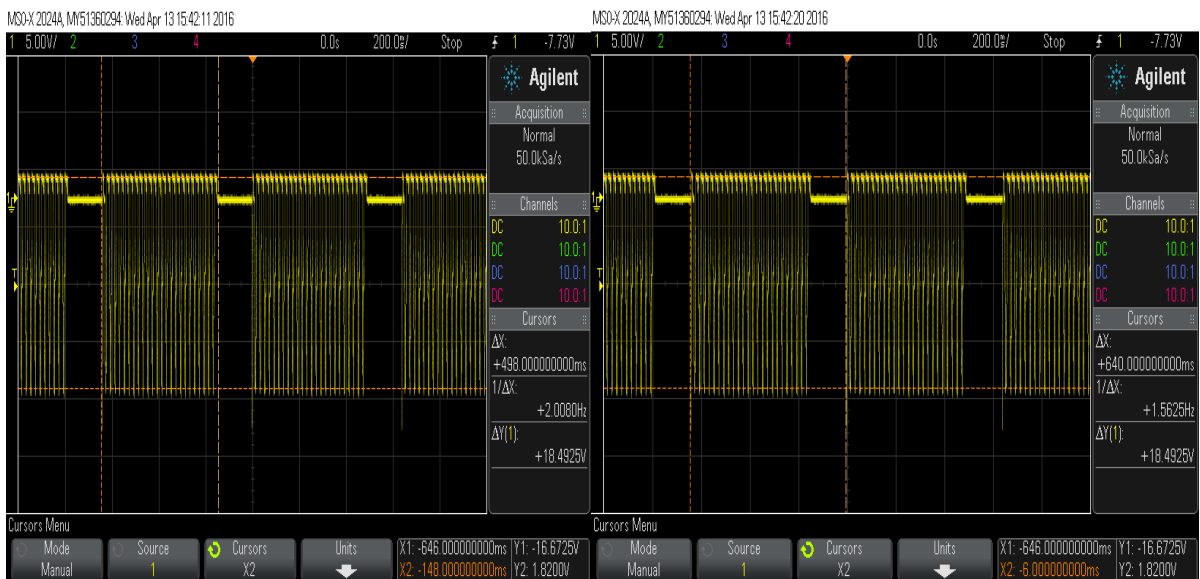 MSO-X 2024A, MY51360294: Wed Apr 13 15:42:11 2016
1 5.00V/ 2 3 4 0.0s 200.0ms/ Stop 1 -7.73V
Agilent
Acquisition
Normal
50.0kSa/s
Channels
DC 10.0:1
DC 10.0:1
DC 10.0:1
DC 10.0:1
Cursors
ΔX:
+498.000000000ms
1/ΔX:
+2.0080Hz
ΔY(1):
+18.4925V
1
T
Cursors Menu
Mode
Manual
Source
1
Cursors
X2
Units
X1: -646.000000000ms Y1: -16.6725V
X2: -148.000000000ms Y2: 1.8200V
MSO-X 2024A, MY51360294: Wed Apr 13 15:42:20 2016
1 5.00V/ 2 3 4 0.0s 200.0ms/ Stop 1 -7.73V
Agilent
Acquisition
Normal
50.0kSa/s
Channels
DC 10.0:1
DC 10.0:1
DC 10.0:1
DC 10.0:1
Cursors
ΔX:
+640.000000000ms
1/ΔX:
+1.5625Hz
ΔY(1):
+18.4925V
1
T
Cursors Menu
Mode
Manual
Source
1
Cursors
X2
Units
X1: -646.000000000ms Y1: -16.6725V
X2: -6.000000000ms Y2: 1.8200V